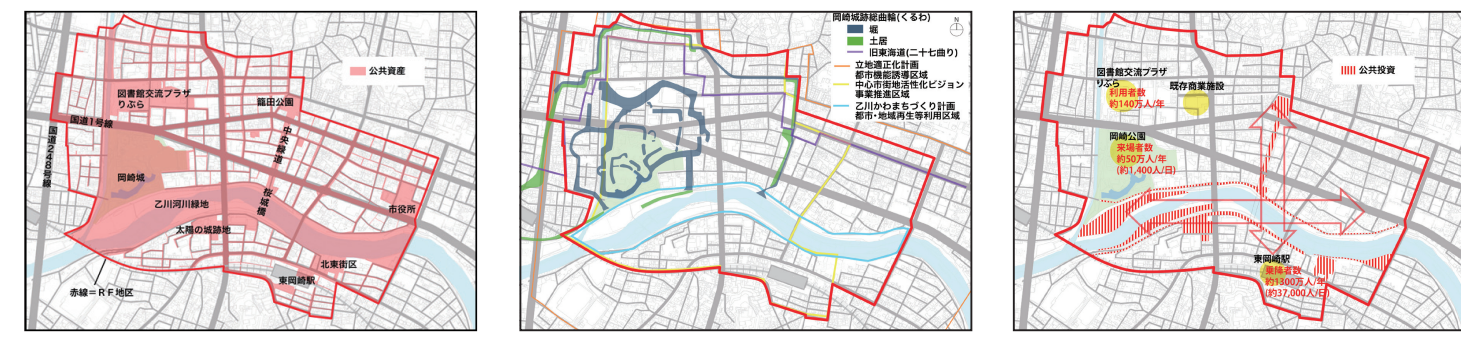 公共資産
図書館交流プラザ
りぶら
籠田公園
国道1号線
中央緑道
国道248号線
岡崎城
桜城橋
乙川河川緑地
市役所
太陽の城跡地
北東街区
東岡崎駅
赤線=RF地区
岡崎城跡総曲輪(くるわ)
N
堀
土居
旧東海道(二十七曲り)
立地適正化計画
都市機能誘導区域
中心市街地活性化ビジョン
事業推進区域
乙川かわまちづくり計画
都市・地域再生等利用区域
公共投資
図書館交流プラザ
りぶら
利用者数
約140万人/年
既存商業施設
岡崎公園
来場者数
約50万人/年
(約1,400人/日)
東岡崎駅
乗降者数
約1300万人/年
(約37,000人/日)